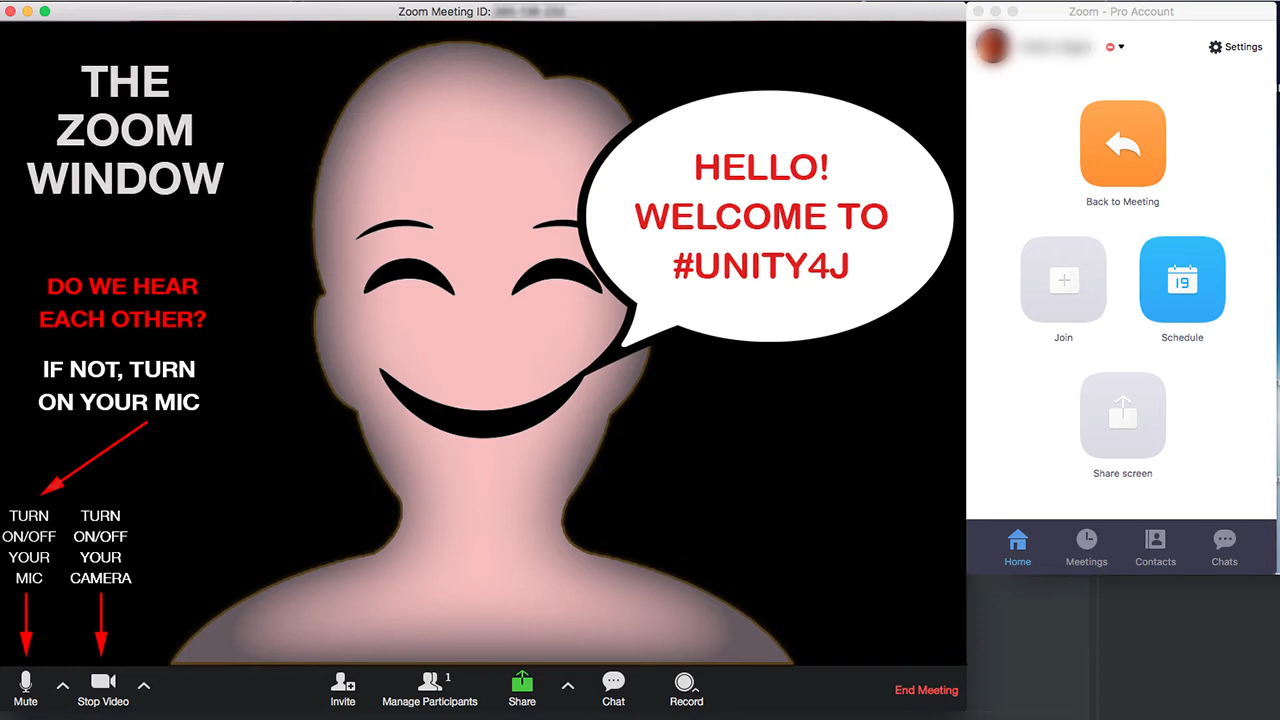 Zoom Meeting ID:
Zoom - Pro Account
Settings
THE
ZOOM
WINDOW
HELLO!
WELCOME TO
#UNITY4J
DO WE HEAR
EACH OTHER?
IF NOT, TURN
ON YOUR MIC
TURN
ON/OFF
YOUR
MIC
TURN
ON/OFF
YOUR
CAMERA
Back to Meeting
19
Join
Schedule
Share screen
Home
Meetings
Contacts
Chats
Mute
Stop Video
Invite
1
Manage Participants
Share
Chat
Record
End Meeting